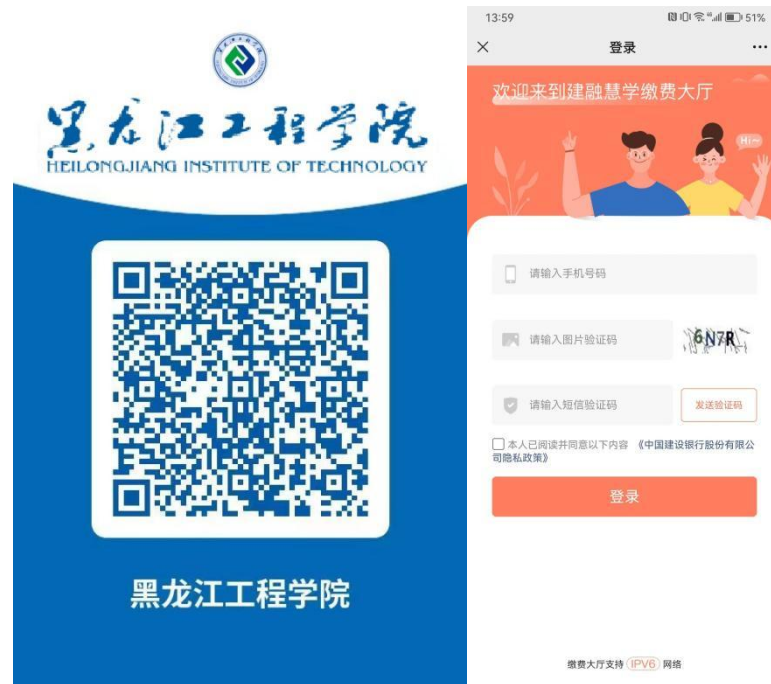 黑龙江工程学院
HEILONGJIANG INSTITUTE OF TECHNOLOGY
黑龙江工程学院
13:59
51%
登录
欢迎来到建融慧学缴费大厅
Hi~
请输入手机号码
请输入图片验证码
6N7R
请输入短信验证码
发送验证码
本人已阅读并同意以下内容 《中国建设银行股份有限公
司隐私政策》
登录
缴费大厅支持 IPV6 网络